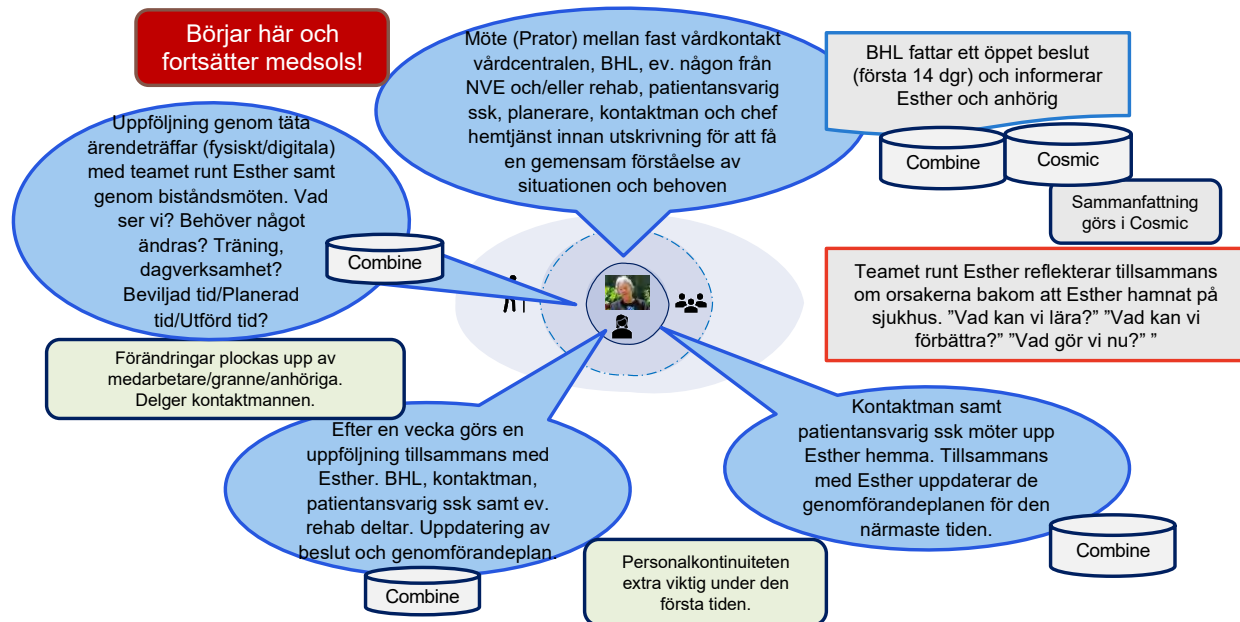 Börjar här och
fortsätter medsols!
Möte (Prator) mellan fast vårdkontakt
vårdcentralen, BHL, ev. någon från
NVE och/eller rehab, patientansvarig
ssk, planerare, kontaktman och chef
hemtjänst innan utskrivning för att få
en gemensam förståelse av
situationen och behoven
BHL fattar ett öppet beslut
(första 14 dgr) och informerar
Esther och anhörig
Combine
Cosmic
Sammanfattning
görs i Cosmic
Teamet runt Esther reflekterar tillsammans
om orsakerna bakom att Esther hamnat på
sjukhus. ”Vad kan vi lära?” ”Vad kan vi
förbättra?” ”Vad gör vi nu?” ”
Kontaktman samt
patientansvarig ssk möter upp
Esther hemma. Tillsammans
med Esther uppdaterar de
genomförandeplanen för den
närmaste tiden.
Combine
Personalkontinuiteten
extra viktig under den
första tiden.
Efter en vecka görs en
uppföljning tillsammans med
Esther. BHL, kontaktman,
patientansvarig ssk samt ev.
rehab deltar. Uppdatering av
beslut och genomförandeplan.
Combine
Uppföljning genom täta
ärendeträffar (fysiskt/digitala)
med teamet runt Esther samt
genom biståndsmöten. Vad
ser vi? Behöver något
ändras? Träning,
dagverksamhet?
Beviljad tid/Planerad
tid/Utförd tid?
Combine
Förändringar plockas upp av
medarbetare/granne/anhöriga.
Delger kontaktmannen.